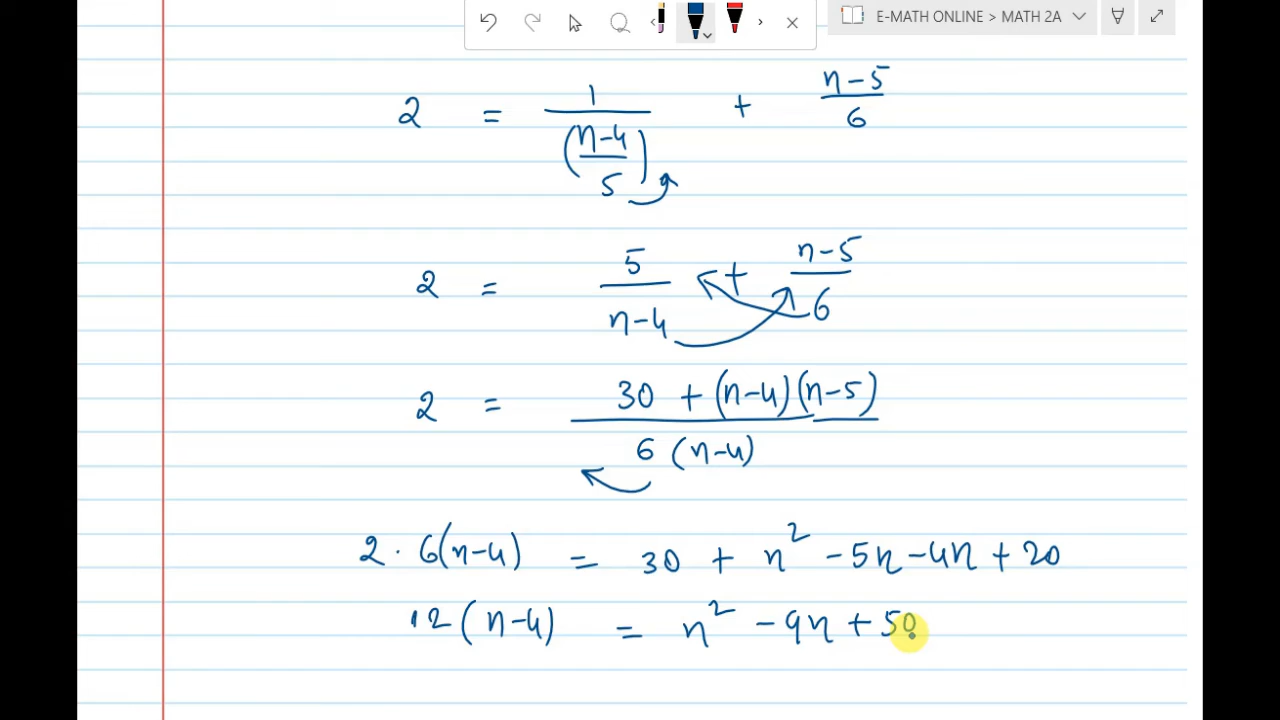 E-MATH ONLINE > MATH 2A
2 = 1/((n-4)/5) + (n-5)/6
2 = 5/(n-4) + (n-5)/6
2 = (30 + (n-4)(n-5))/(6(n-4))
2 · 6(n-4) = 30 + n² - 5n - 4n + 20
12(n-4) = n² - 9n + 50